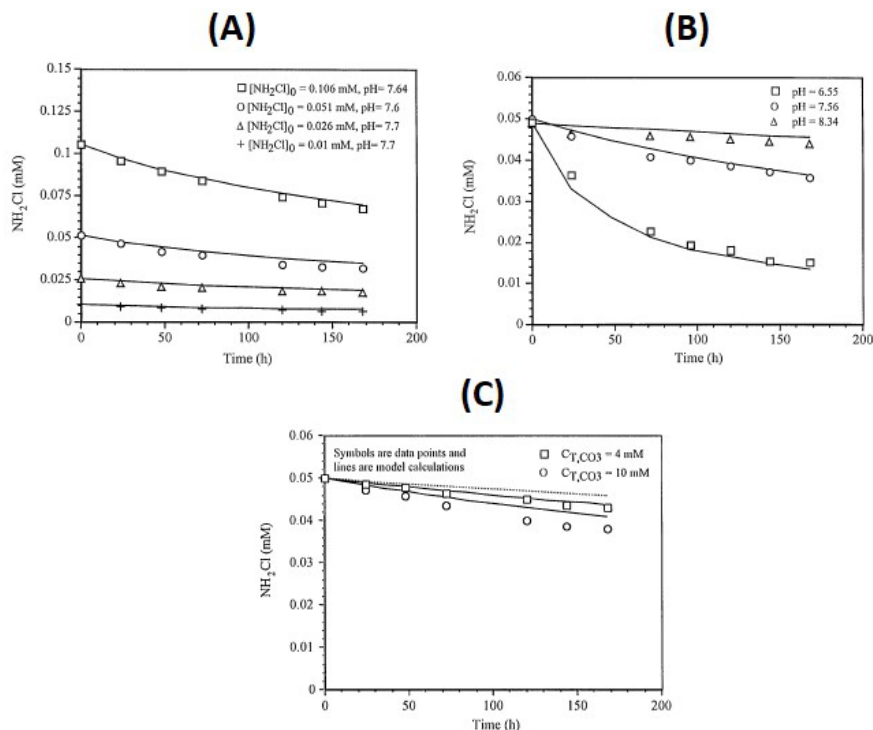 (A)
0.15
□ [NH₂Cl]₀ = 0.106 mM, pH= 7.64
○ [NH₂Cl]₀ = 0.051 mM, pH= 7.6
△ [NH₂Cl]₀ = 0.026 mM, pH= 7.7
+ [NH₂Cl]₀ = 0.01 mM, pH= 7.7
0.125
0.1
0.075
0.05
0.025
0
NH₂Cl (mM)
0 50 100 150 200
Time (h)
(B)
0.06
□ pH = 6.55
○ pH = 7.56
△ pH = 8.34
0.05
0.04
0.03
0.02
0.01
0
NH₂Cl (mM)
0 50 100 150 200
Time (h)
(C)
0.06
Symbols are data points and
lines are model calculations
□ C_T,CO3 = 4 mM
○ C_T,CO3 = 10 mM
0.05
0.04
0.03
0.02
0.01
0
NH₂Cl (mM)
0 50 100 150 200
Time (h)